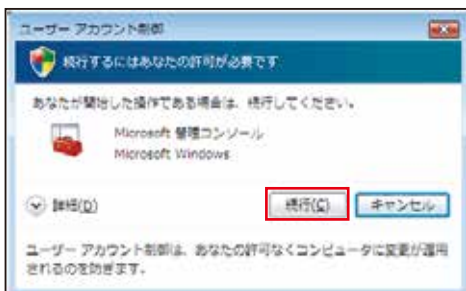 ユーザー アカウント制御
続行するにはあなたの許可が必要です
あなたが開始した操作である場合は、続行してください。
Microsoft 管理コンソール
Microsoft Windows
詳細(D)
続行(C)
キャンセル
ユーザー アカウント制御は、あなたの許可なくコンピュータに変更が適用
されるのを防ぎます。